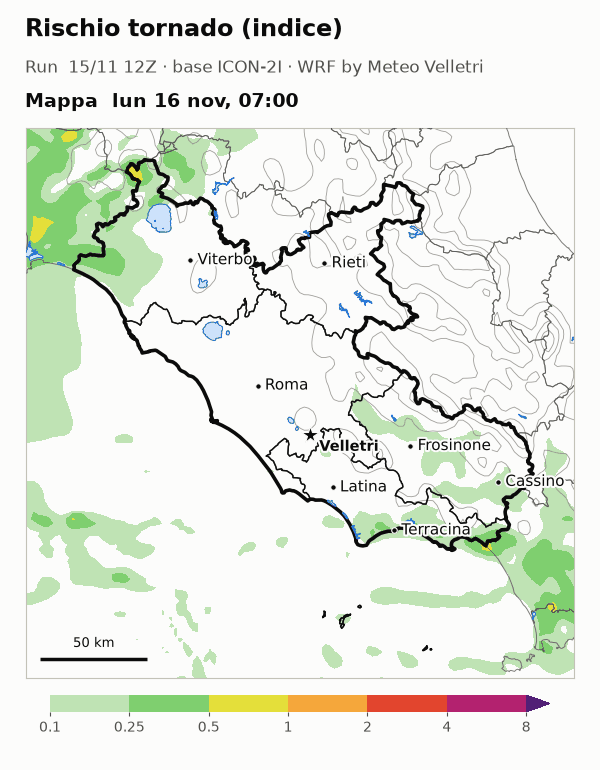 Rischio tornado (indice)
Run  15/11 12Z · base ICON-2I · WRF by Meteo Velletri
Mappa  lun 16 nov, 07:00
Viterbo
Rieti
Roma
Velletri
Frosinone
Cassino
Latina
Terracina
50 km
0.1 0.25 0.5 1 2 4 8